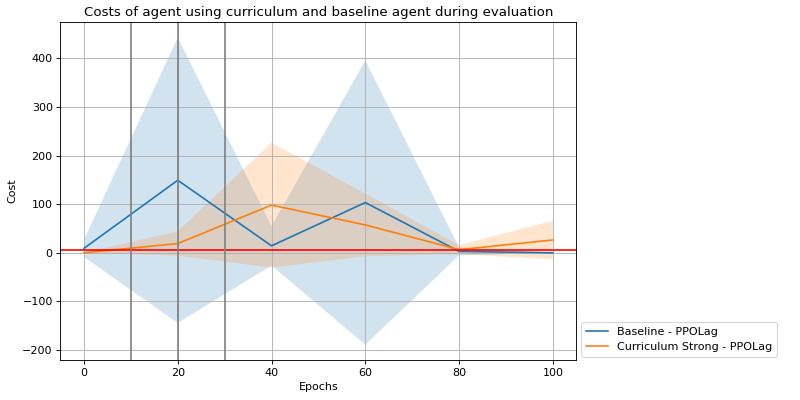 Costs of agent using curriculum and baseline agent during evaluation
400
300
200
100
0
−100
−200
Cost
0 20 40 60 80 100
Epochs
Baseline - PPOLag
Curriculum Strong - PPOLag